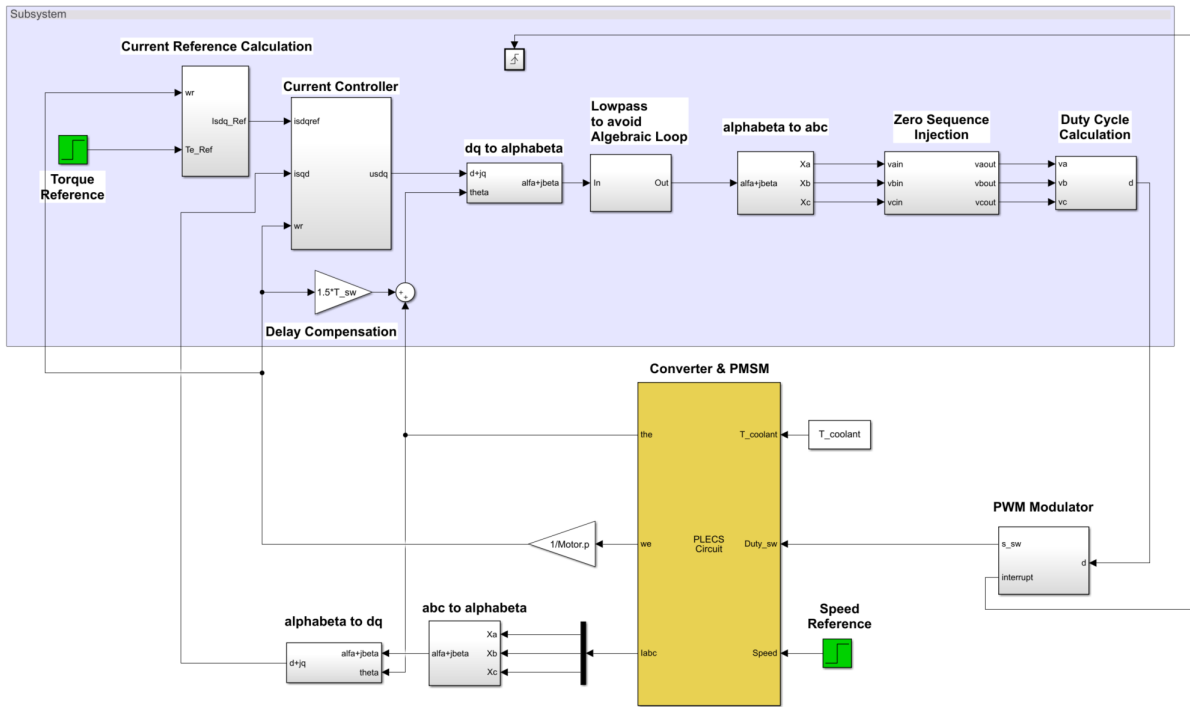 Subsystem
Current Reference Calculation
wr
Isdq_Ref
Te_Ref
Torque
Reference
Current Controller
isdqref
isqd
usdq
wr
1.5*T_sw
+
+
Delay Compensation
dq to alphabeta
d+jq
alfa+jbeta
theta
Lowpass
to avoid
Algebraic Loop
In
Out
alphabeta to abc
alfa+jbeta
Xa
Xb
Xc
Zero Sequence
Injection
vain
vaout
vbin
vbout
vcin
vcout
Duty Cycle
Calculation
va
vb
d
vc
Converter & PMSM
the
T_coolant
T_coolant
we
PLECS
Circuit
Duty_sw
Iabc
Speed
1/Motor.p
PWM Modulator
s_sw
d
interrupt
Speed
Reference
abc to alphabeta
Xa
alfa+jbeta
Xb
Xc
alphabeta to dq
alfa+jbeta
d+jq
theta